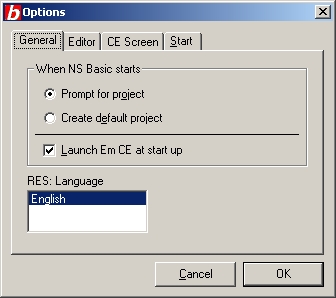 b Options
General Editor CE Screen Start
When NS Basic starts
Prompt for project
Create default project
Launch Em CE at start up
RES: Language
English
Cancel OK